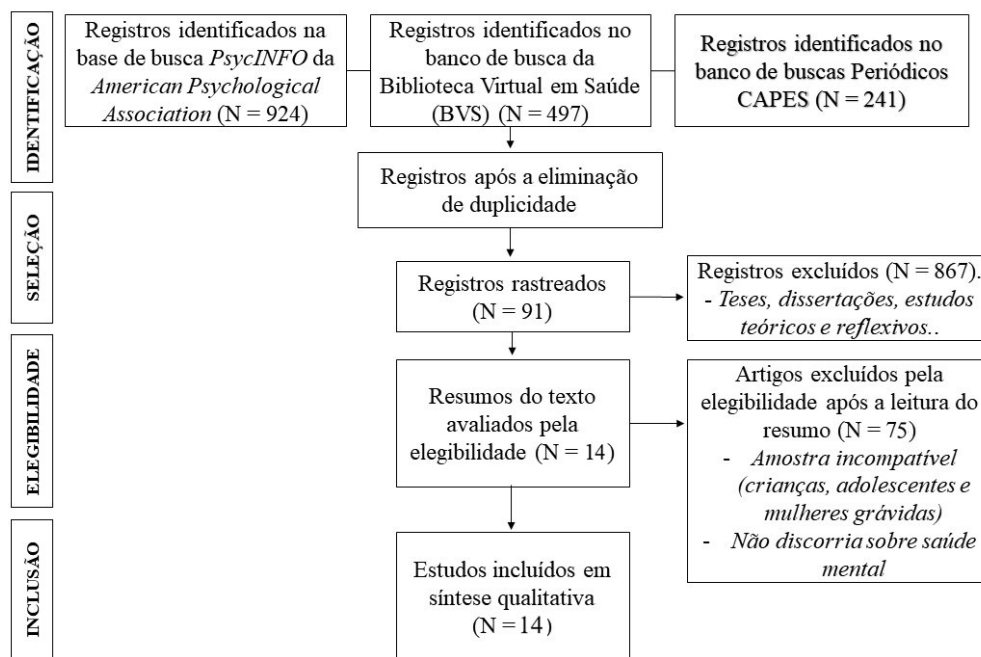 IDENTIFICAÇÃO
Registros identificados na
base de busca PsycINFO da
American Psychological
Association (N = 924)
Registros identificados no
banco de busca da
Biblioteca Virtual em Saúde
(BVS) (N = 497)
Registros identificados no
banco de buscas Periódicos
CAPES (N = 241)
SELEÇÃO
Registros após a eliminação
de duplicidade
Registros rastreados
(N = 91)
Registros excluídos (N = 867).
- Teses, dissertações, estudos
teóricos e reflexivos..
ELEGIBILIDADE
Resumos do texto
avaliados pela
elegibilidade (N = 14)
Artigos excluídos pela
elegibilidade após a leitura do
resumo (N = 75)
- Amostra incompatível
(crianças, adolescentes e
mulheres grávidas)
- Não discorria sobre saúde
mental
INCLUSÃO
Estudos incluídos em
síntese qualitativa
(N = 14)